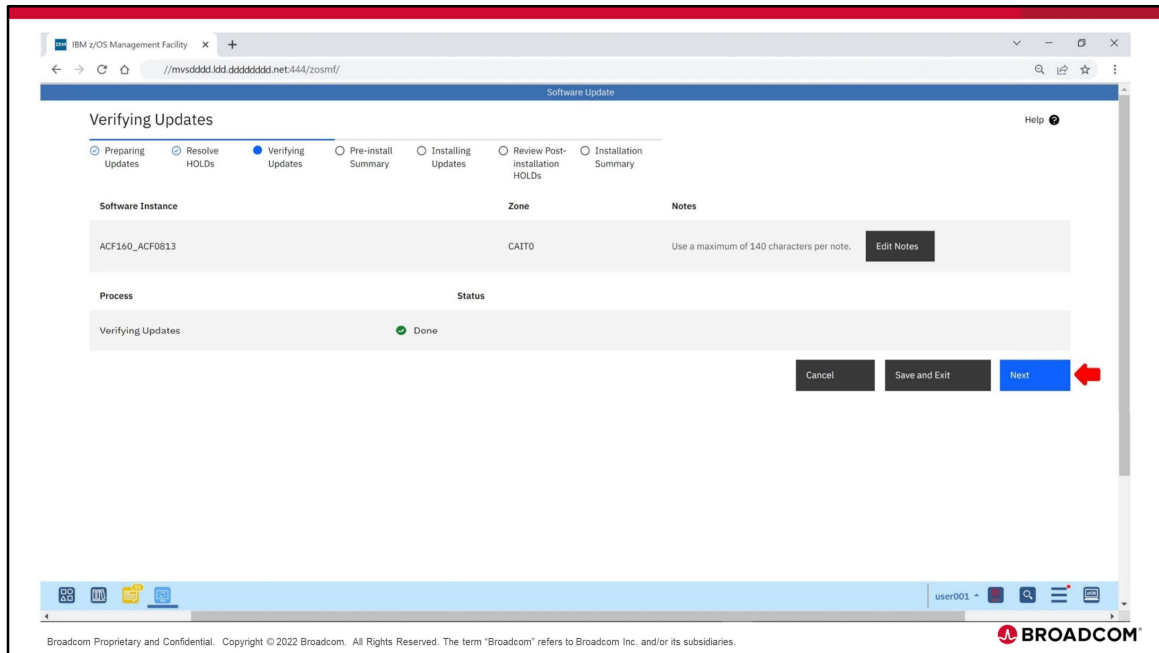 IBM z/OS Management Facility
//mvsdddd.ldd.dddddddd.net:444/zosmf/
Software Update
Verifying Updates
Help
Preparing Updates
Resolve HOLDs
Verifying Updates
Pre-install Summary
Installing Updates
Review Post-installation HOLDs
Installation Summary
Software Instance Zone Notes
ACF160_ACF0813 CAIT0 Use a maximum of 140 characters per note. Edit Notes
Process Status
Verifying Updates Done
Cancel Save and Exit Next
user001
Broadcom Proprietary and Confidential. Copyright © 2022 Broadcom. All Rights Reserved. The term “Broadcom” refers to Broadcom Inc. and/or its subsidiaries.
BROADCOM